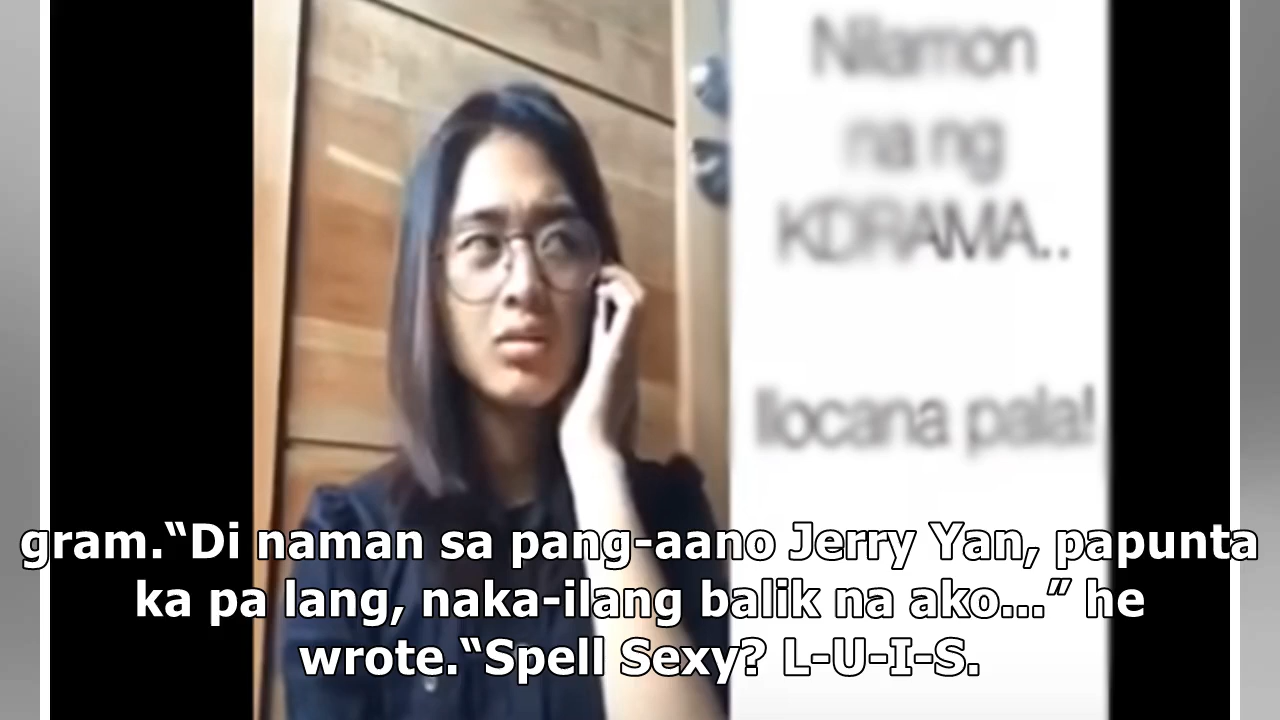 Nilamon
na ng
KDRAMA..
Ilocana pala!
gram.“Di naman sa pang-aano Jerry Yan, papunta
ka pa lang, naka-ilang balik na ako...” he
wrote.“Spell Sexy? L-U-I-S.